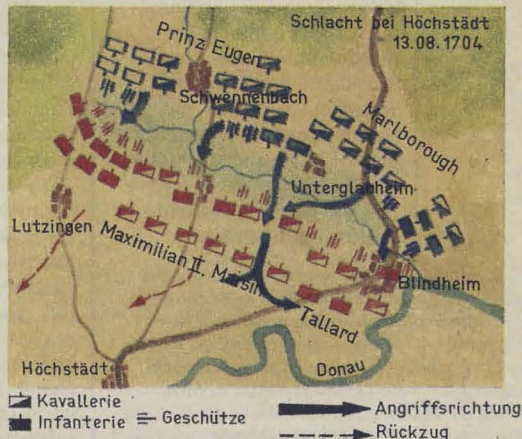 Schlacht bei Höchstädt
13.08.1704
Prinz Eugen
Schwennenbach
Marlborough
Unterglauheim
Lutzingen
Maximilian II. Marsin
Blindheim
Tallard
Höchstädt
Donau
Kavallerie
Infanterie
Geschütze
Angriffsrichtung
Rückzug